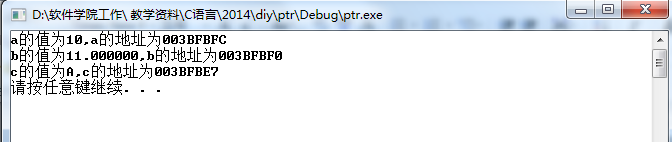 D:\软件学院工作\ 教学资料\C语言\2014\diy\ptr\Debug\ptr.exe
a的值为10,a的地址为003BFBFC
b的值为11.000000,b的地址为003BFBF0
c的值为A,c的地址为003BFBE7
请按任意键继续. . .